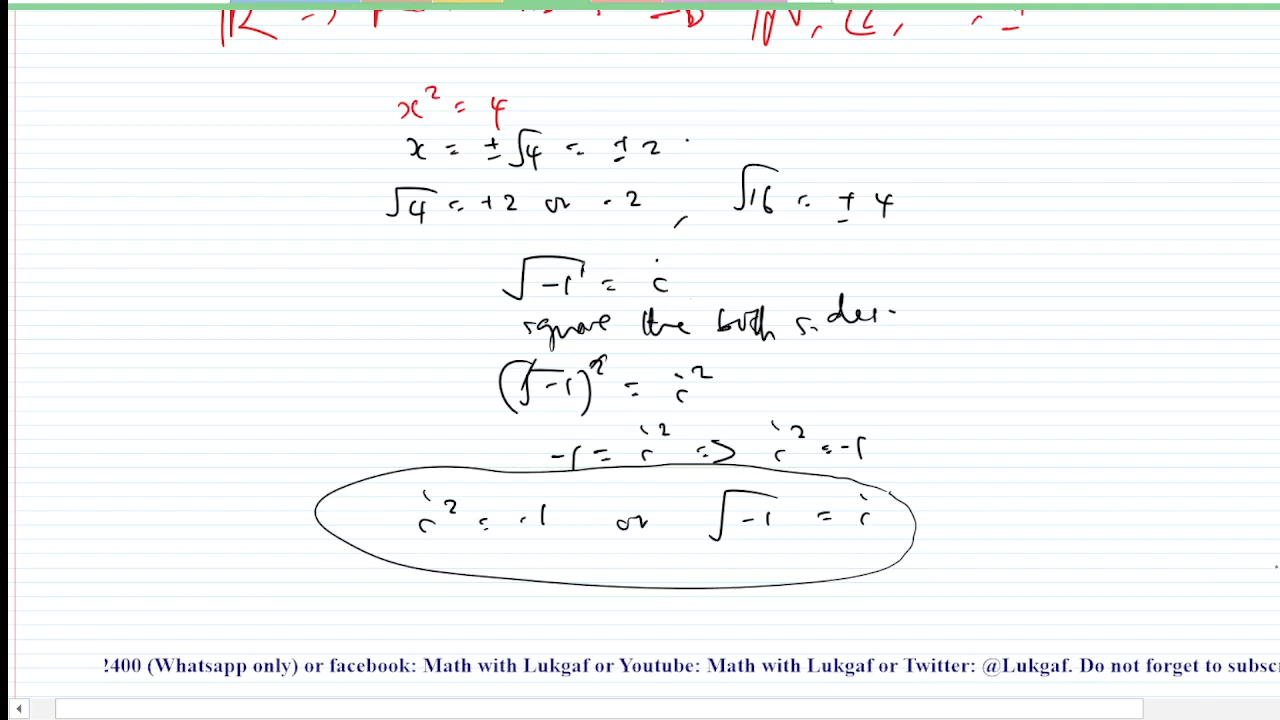 x² = 4
x = ±√4 = ±2
√4 = +2 or -2 , √16 = ±4
√-1 = i
square the both sides.
(√-1)² = i²
-1 = i² => i² = -1
i² = -1 or √-1 = i
2400 (Whatsapp only) or facebook: Math with Lukgaf or Youtube: Math with Lukgaf or Twitter: @Lukgaf. Do not forget to subsc